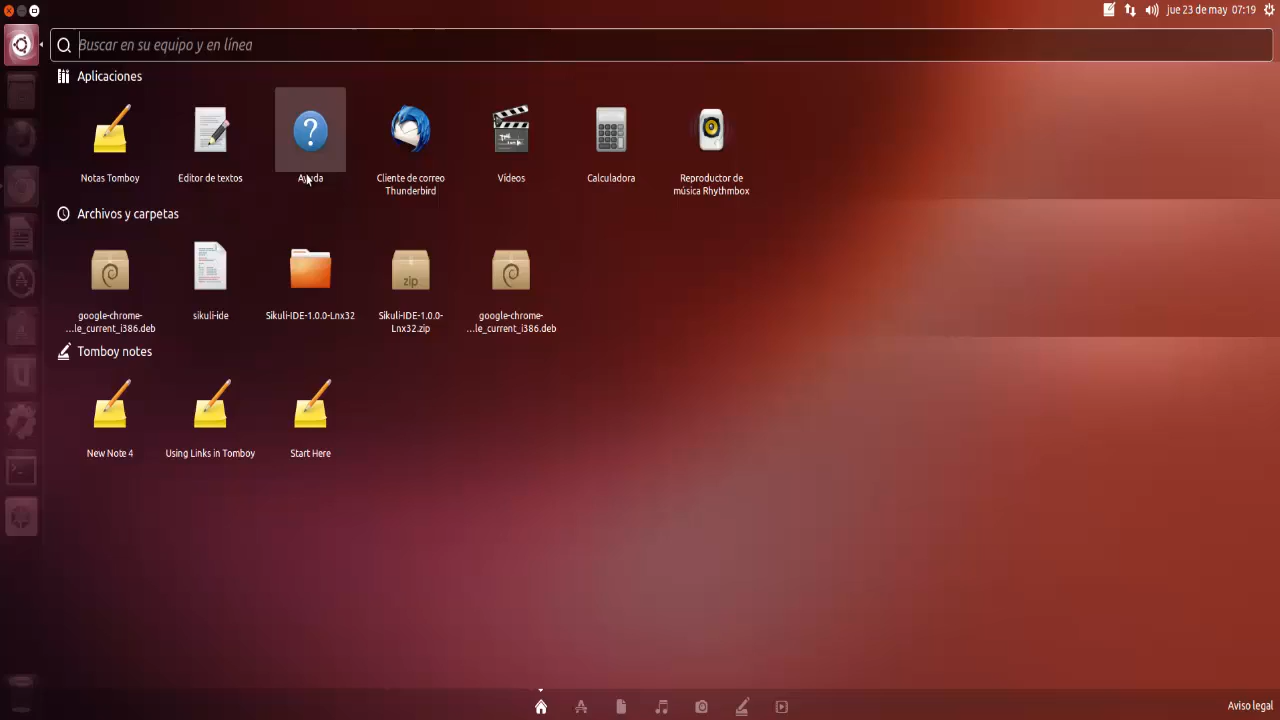 jue 23 de may 07:19
Buscar en su equipo y en línea
Aplicaciones
Notas Tomboy
Editor de textos
Ayuda
Cliente de correo
Thunderbird
Vídeos
Calculadora
Reproductor de
música Rhythmbox
Archivos y carpetas
google-chrome-
...le_current_i386.deb
sikuli-ide
Sikuli-IDE-1.0.0-Lnx32
zip
Sikuli-IDE-1.0.0-
Lnx32.zip
google-chrome-
...le_current_i386.deb
Tomboy notes
New Note 4
Using Links in Tomboy
Start Here
Aviso legal